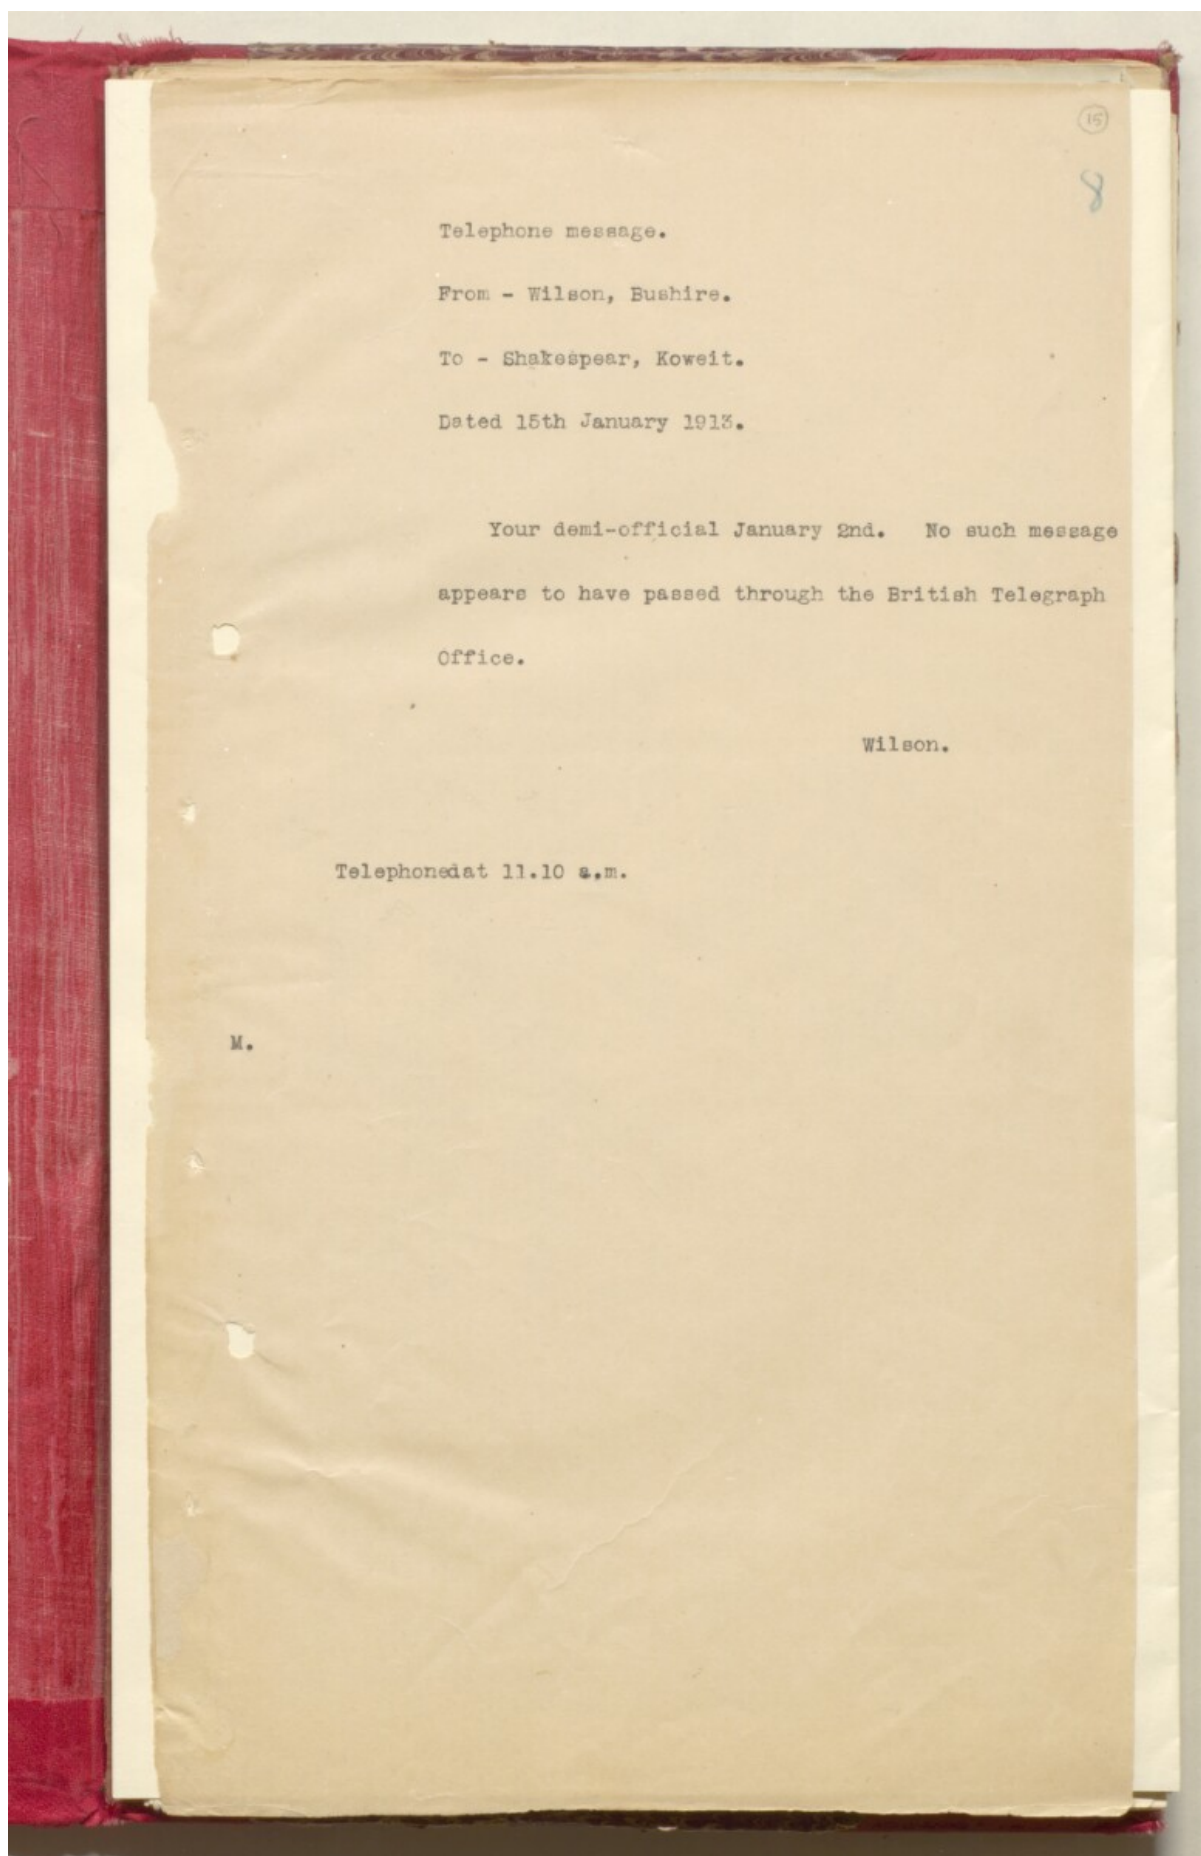 15
8
Telephone message.
From - Wilson, Bushire.
To - Shakespear, Koweit.
Dated 15th January 1913.
Your demi-official January 2nd. No such message
appears to have passed through the British Telegraph
Office.
Wilson.
Telephonedat 11.10 a.m.
M.